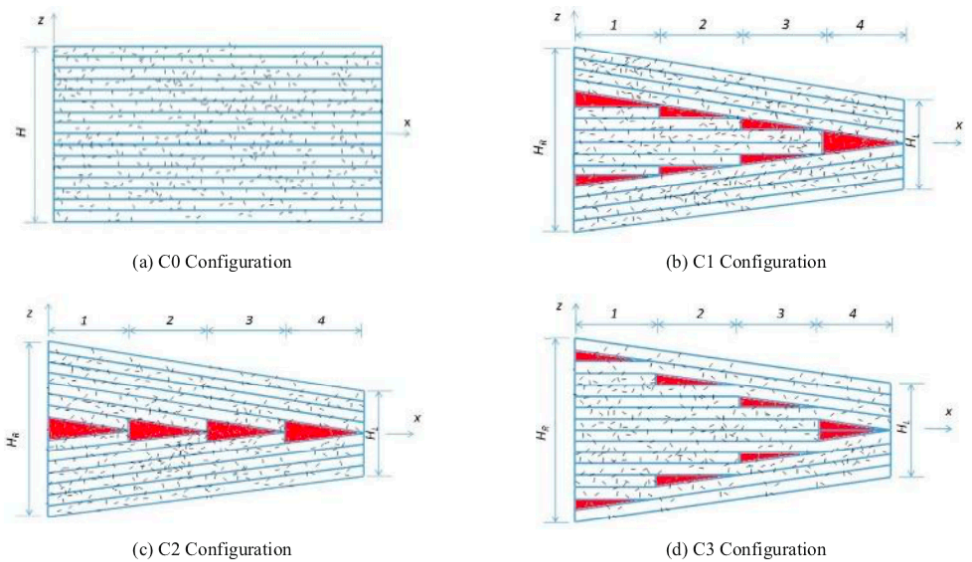 z
H
x
(a) C0 Configuration
z
1 2 3 4
H_R
H_L
x
(b) C1 Configuration
z
1 2 3 4
H_R
H_L
x
(c) C2 Configuration
z
1 2 3 4
H_R
H_L
x
(d) C3 Configuration